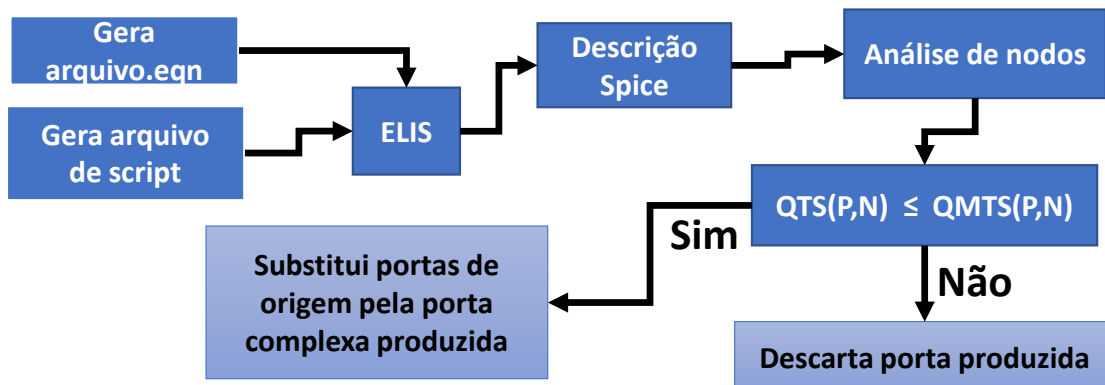 Gera
arquivo.eqn
Gera arquivo
de script
ELIS
Descrição
Spice
Análise de nodos
QTS(P,N) ≤ QMTS(P,N)
Sim
Não
Substitui portas de
origem pela porta
complexa produzida
Descarta porta produzida